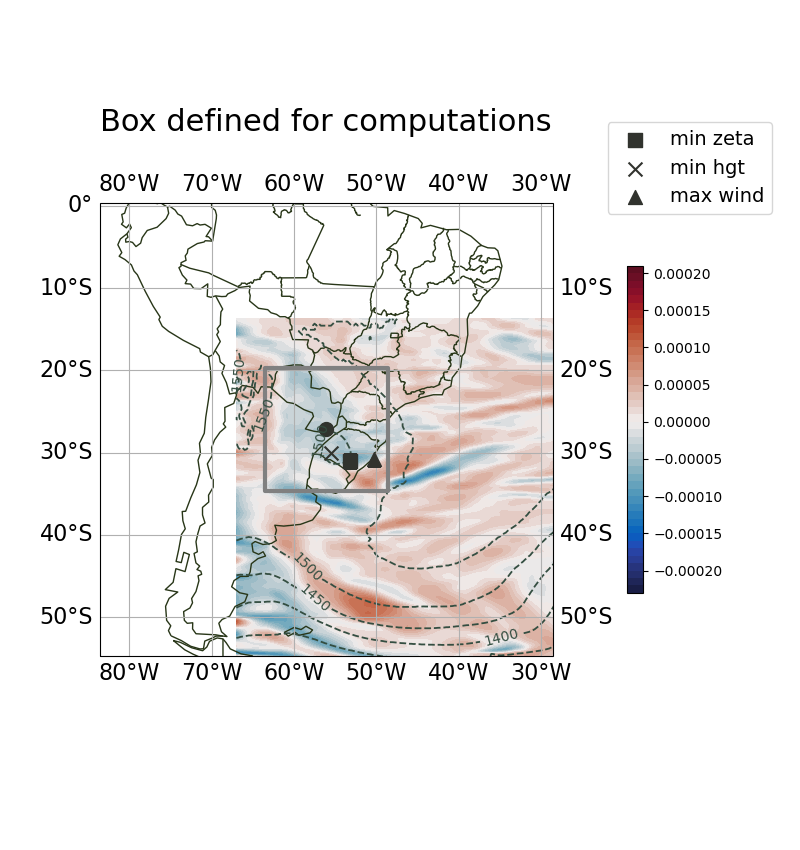 Box defined for computations
min zeta
min hgt
max wind
80°W 70°W 60°W 50°W 40°W 30°W
0°
10°S 10°S
20°S 20°S
30°S 30°S
40°S 40°S
50°S 50°S
80°W 70°W 60°W 50°W 40°W 30°W
1550
1550
1500
1450
1400
0.00020
0.00015
0.00010
0.00005
0.00000
−0.00005
−0.00010
−0.00015
−0.00020